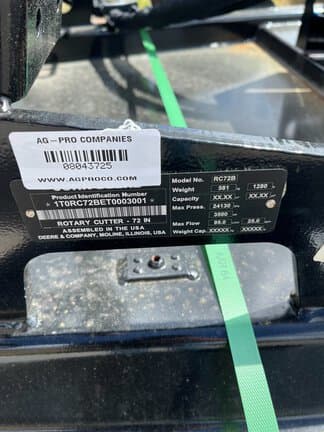 AG-PRO COMPANIES
08043725
WWW.AGPROCO.COM
Product Identification Number
*1T0RC72BET0003001*
ROTARY CUTTER - 72 IN
ASSEMBLED IN THE USA
DEERE & COMPANY, MOLINE, ILLINOIS, USA
Model No. RC72B
Weight 581 1280
Capacity XX.XX XX.XX
Max Press. 24130
3500
Max Flow 95.0 25.0
Weight Cap. XXXXX XXXXX